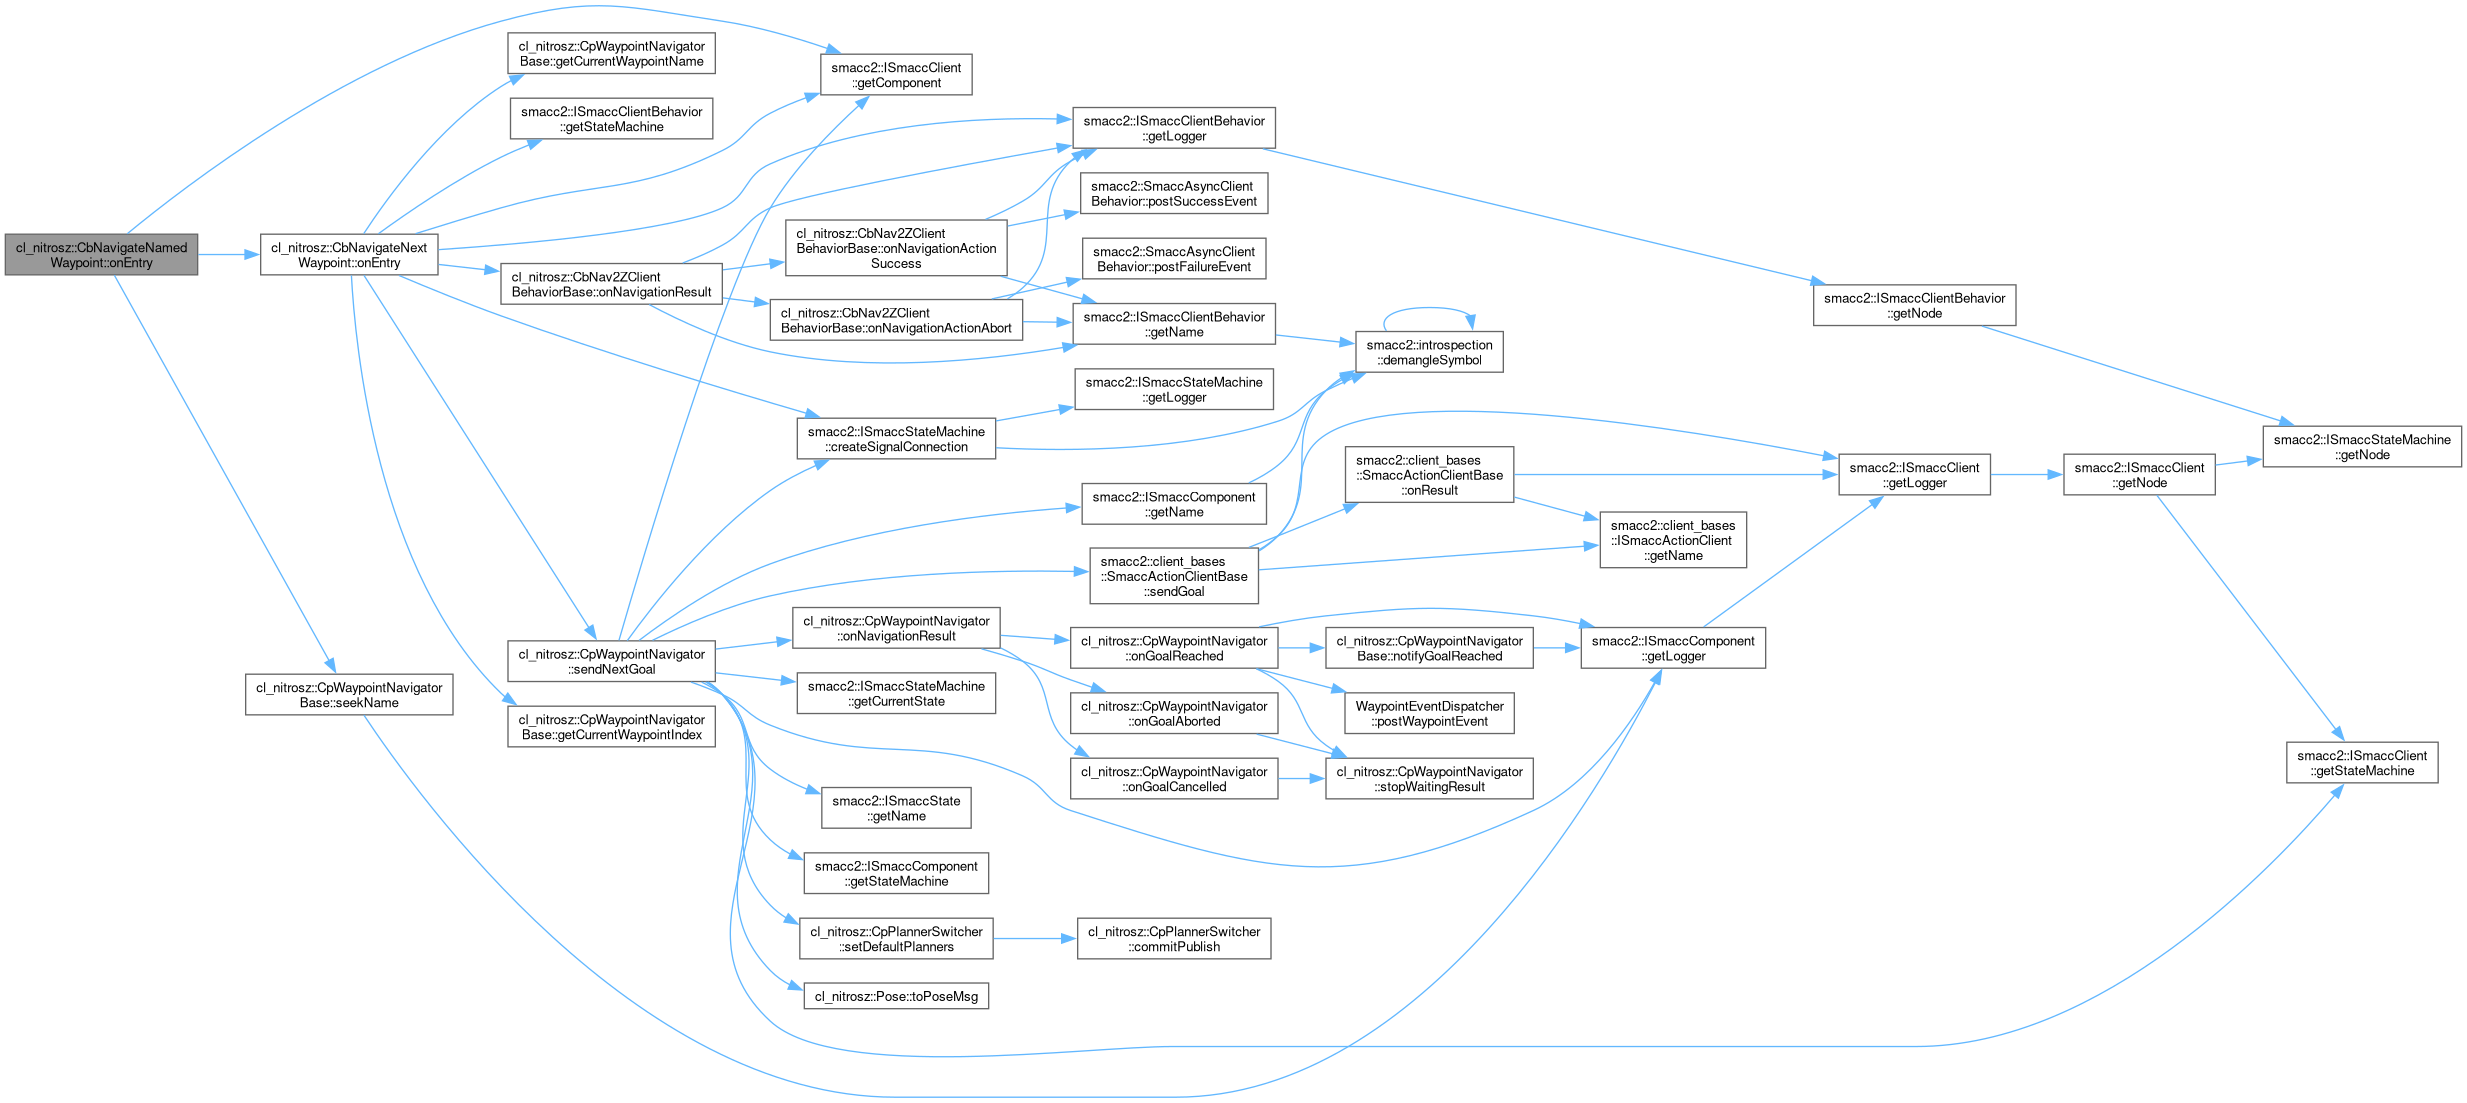 cl_nitrosz::CbNavigateNamed
Waypoint::onEntry
cl_nitrosz::CbNavigateNext
Waypoint::onEntry
cl_nitrosz::CpWaypointNavigator
Base::seekName
cl_nitrosz::CpWaypointNavigator
Base::getCurrentWaypointName
smacc2::ISmaccClientBehavior
::getStateMachine
cl_nitrosz::CbNav2ZClient
BehaviorBase::onNavigationResult
cl_nitrosz::CpWaypointNavigator
::sendNextGoal
cl_nitrosz::CpWaypointNavigator
Base::getCurrentWaypointIndex
smacc2::ISmaccClient
::getComponent
cl_nitrosz::CbNav2ZClient
BehaviorBase::onNavigationAction
Success
cl_nitrosz::CbNav2ZClient
BehaviorBase::onNavigationActionAbort
smacc2::ISmaccStateMachine
::createSignalConnection
cl_nitrosz::CpWaypointNavigator
::onNavigationResult
smacc2::ISmaccStateMachine
::getCurrentState
smacc2::ISmaccState
::getName
smacc2::ISmaccComponent
::getStateMachine
cl_nitrosz::CpPlannerSwitcher
::setDefaultPlanners
cl_nitrosz::Pose::toPoseMsg
smacc2::ISmaccClientBehavior
::getLogger
smacc2::SmaccAsyncClient
Behavior::postSuccessEvent
smacc2::SmaccAsyncClient
Behavior::postFailureEvent
smacc2::ISmaccClientBehavior
::getName
smacc2::ISmaccStateMachine
::getLogger
smacc2::ISmaccComponent
::getName
smacc2::client_bases
::SmaccActionClientBase
::sendGoal
cl_nitrosz::CpWaypointNavigator
::onGoalReached
cl_nitrosz::CpWaypointNavigator
::onGoalAborted
cl_nitrosz::CpWaypointNavigator
::onGoalCancelled
cl_nitrosz::CpPlannerSwitcher
::commitPublish
smacc2::introspection
::demangleSymbol
smacc2::client_bases
::SmaccActionClientBase
::onResult
cl_nitrosz::CpWaypointNavigator
Base::notifyGoalReached
WaypointEventDispatcher
::postWaypointEvent
cl_nitrosz::CpWaypointNavigator
::stopWaitingResult
smacc2::client_bases
::ISmaccActionClient
::getName
smacc2::ISmaccComponent
::getLogger
smacc2::ISmaccClientBehavior
::getNode
smacc2::ISmaccClient
::getLogger
smacc2::ISmaccClient
::getNode
smacc2::ISmaccStateMachine
::getNode
smacc2::ISmaccClient
::getStateMachine